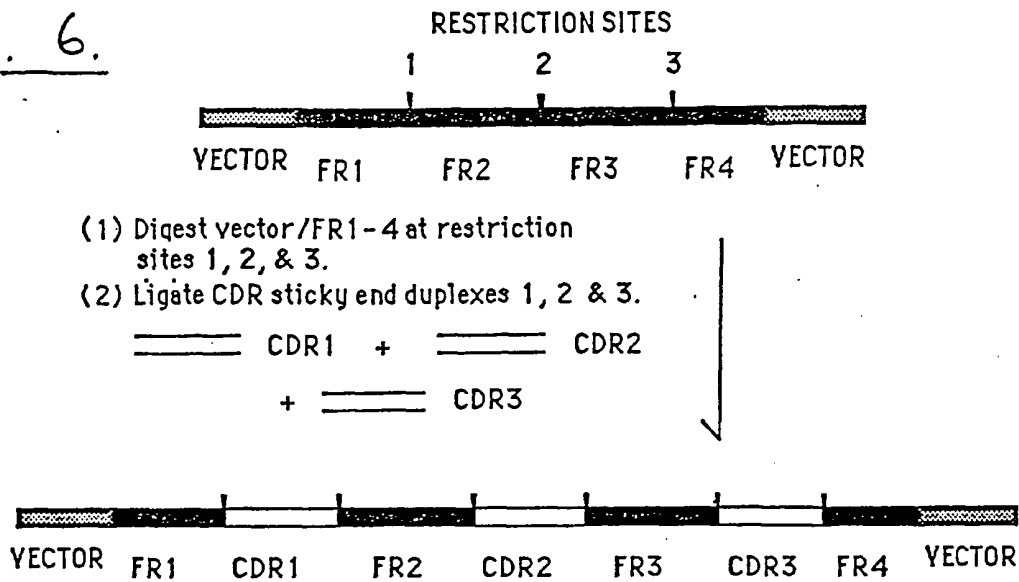 . 6.
RESTRICTION SITES
1 2 3
VECTOR FR1 FR2 FR3 FR4 VECTOR
(1) Digest vector/FR1-4 at restriction
sites 1, 2, & 3.
(2) Ligate CDR sticky end duplexes 1, 2 & 3.
CDR1 + CDR2
+ CDR3
VECTOR FR1 CDR1 FR2 CDR2 FR3 CDR3 FR4 VECTOR